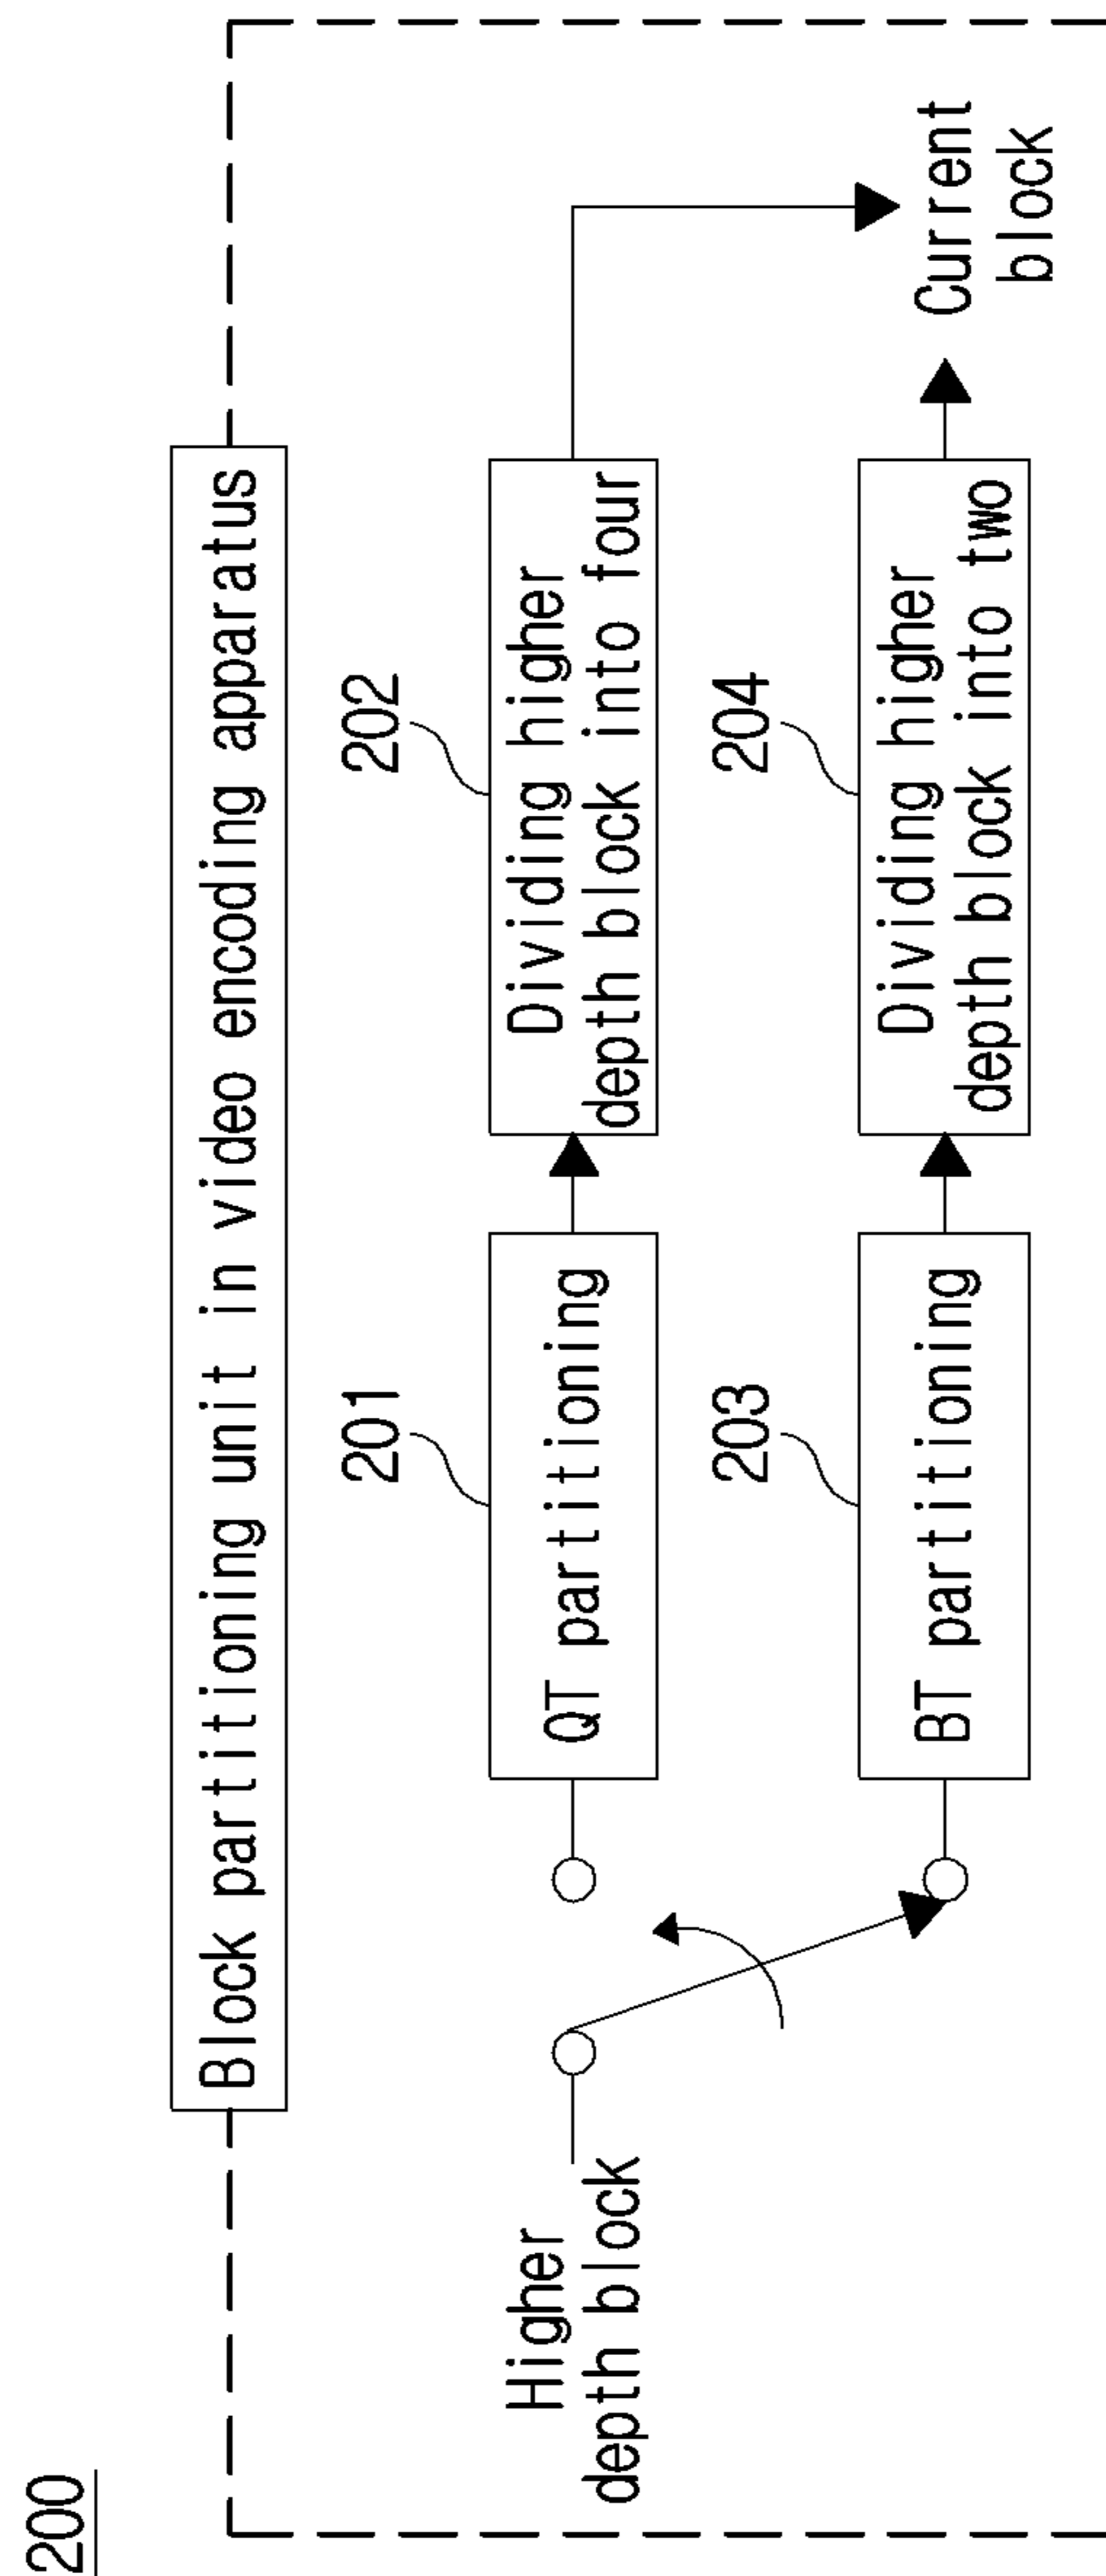 200
Block partitioning unit in video encoding apparatus
Higher
depth block
201
QT partitioning
202
Dividing higher
depth block into four
203
BT partitioning
204
Dividing higher
depth block into two
Current
block